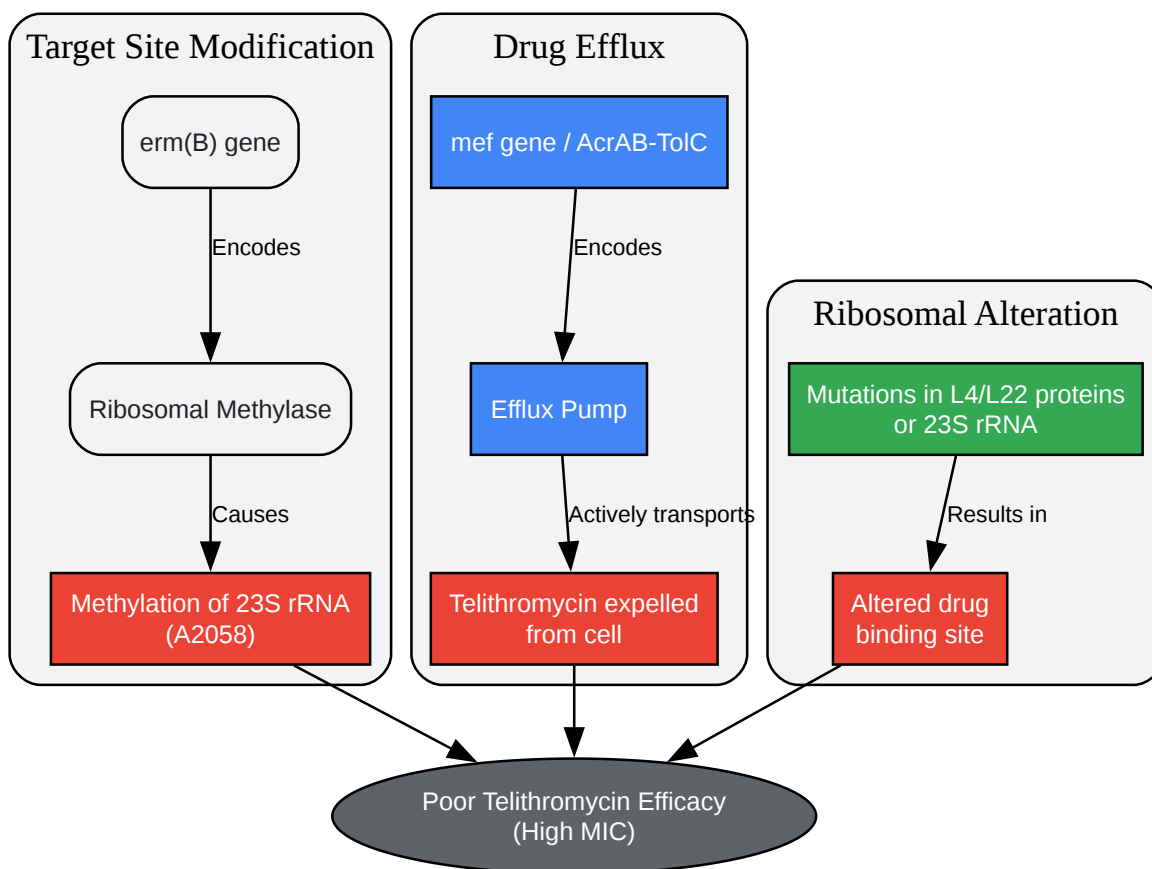 Target Site Modification
erm(B) gene
Encodes
Ribosomal Methylase
Causes
Methylation of 23S rRNA
(A2058)
Drug Efflux
mef gene / AcrAB-TolC
Encodes
Efflux Pump
Actively transports
Telithromycin expelled
from cell
Ribosomal Alteration
Mutations in L4/L22 proteins
or 23S rRNA
Results in
Altered drug
binding site
Poor Telithromycin Efficacy
(High MIC)